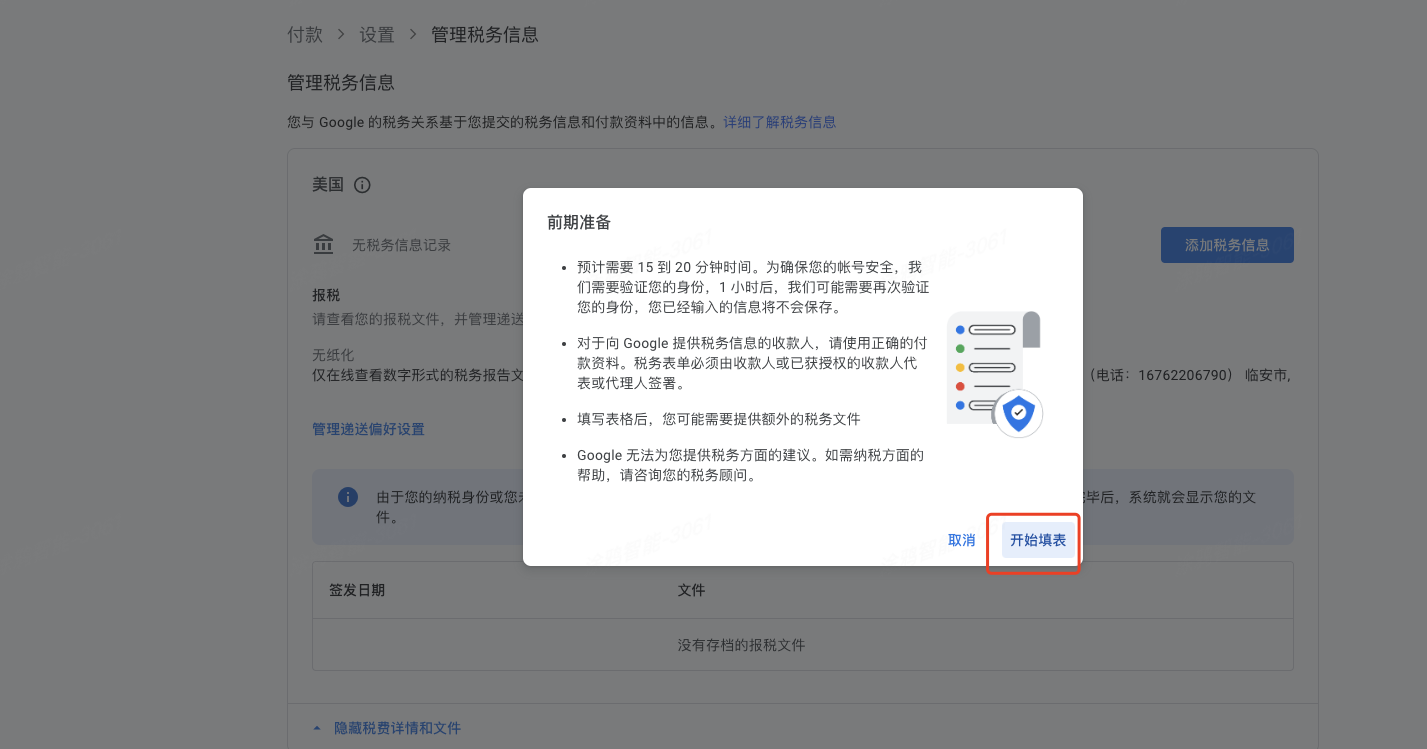 付款 > 设置 > 管理税务信息
管理税务信息
您与 Google 的税务关系基于您提交的税务信息和付款资料中的信息。详细了解税务信息
美国
无税务信息记录
添加税务信息
报税
请查看您的报税文件，并管理递送
无纸化
仅在线查看数字形式的税务报告文
（电话：16762206790） 临安市,
管理递送偏好设置
由于您的纳税身份或您
毕后，系统就会显示您的文
件。
签发日期 文件
没有存档的报税文件
隐藏税费详情和文件
前期准备
预计需要 15 到 20 分钟时间。为确保您的帐号安全，我
们需要验证您的身份，1 小时后，我们可能需要再次验证
您的身份，您已经输入的信息将不会保存。
对于向 Google 提供税务信息的收款人，请使用正确的付
款资料。税务表单必须由收款人或已获授权的收款人代
表或代理人签署。
填写表格后，您可能需要提供额外的税务文件
Google 无法为您提供税务方面的建议。如需纳税方面的
帮助，请咨询您的税务顾问。
取消 开始填表